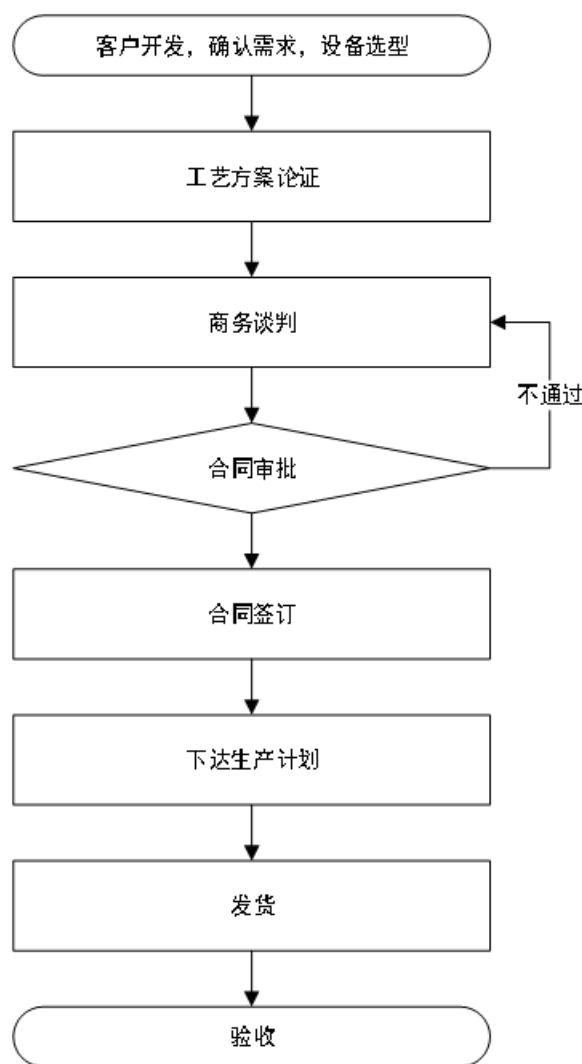 客户开发，确认需求，设备选型
工艺方案论证
商务谈判
不通过
合同审批
合同签订
下达生产计划
发货
验收